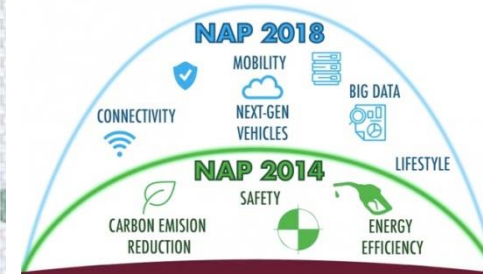 NAP 2018
MOBILITY
BIG DATA
CONNECTIVITY
NEXT-GEN
VEHICLES
LIFESTYLE
NAP 2014
SAFETY
CARBON EMISION
REDUCTION
ENERGY
EFFICIENCY